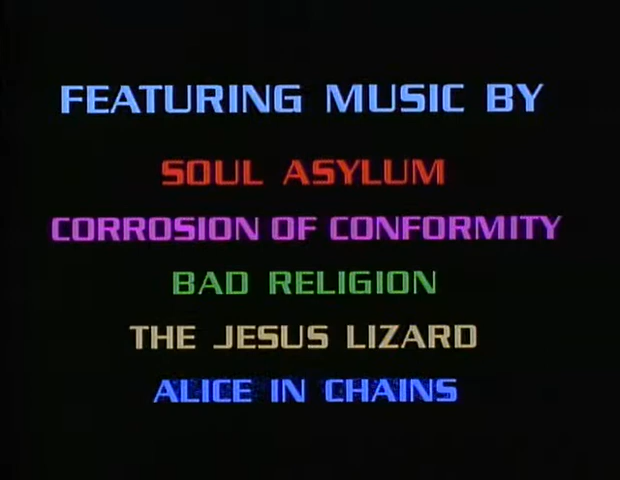 FEATURING MUSIC BY
SOUL ASYLUM
CORROSION OF CONFORMITY
BAD RELIGION
THE JESUS LIZARD
ALICE IN CHAINS